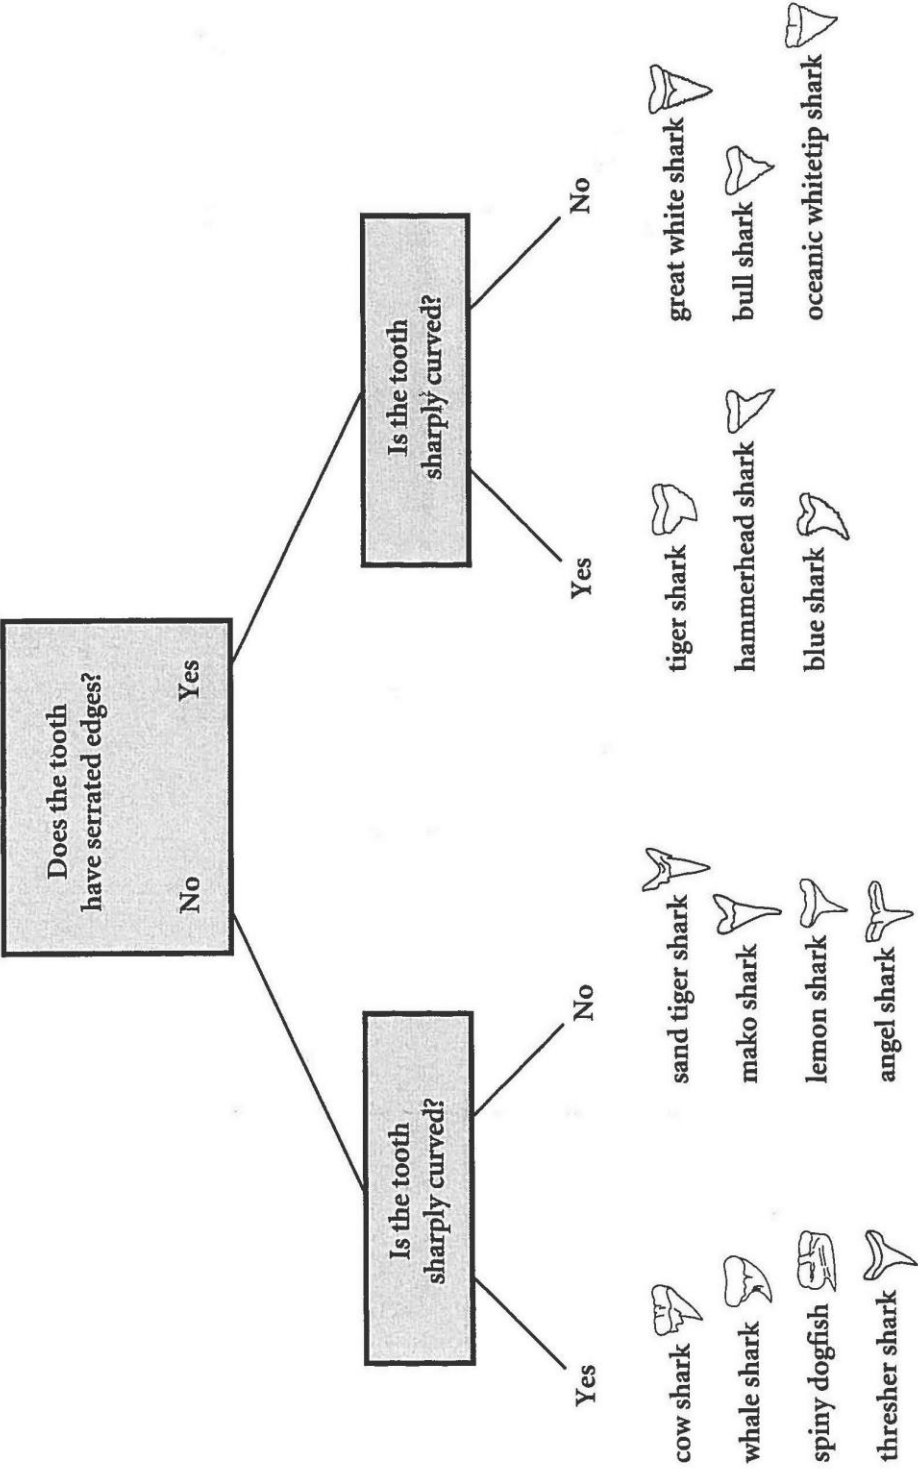 Does the tooth
have serrated edges?
No
Yes
Is the tooth
sharply curved?
Yes
No
cow shark
whale shark
spiny dogfish
thresher shark
sand tiger shark
mako shark
lemon shark
angel shark
Is the tooth
sharply curved?
Yes
No
tiger shark
hammerhead shark
blue shark
great white shark
bull shark
oceanic whitetip shark